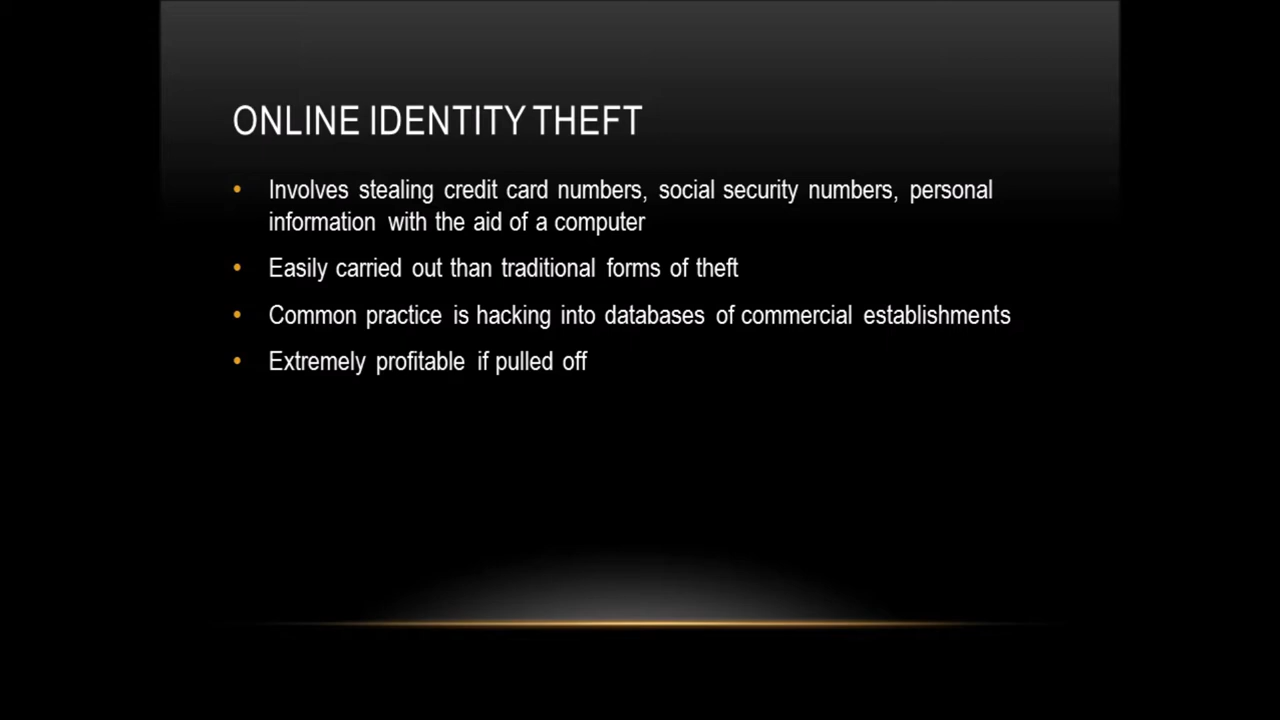 ONLINE IDENTITY THEFT
• Involves stealing credit card numbers, social security numbers, personal
information with the aid of a computer
• Easily carried out than traditional forms of theft
• Common practice is hacking into databases of commercial establishments
• Extremely profitable if pulled off